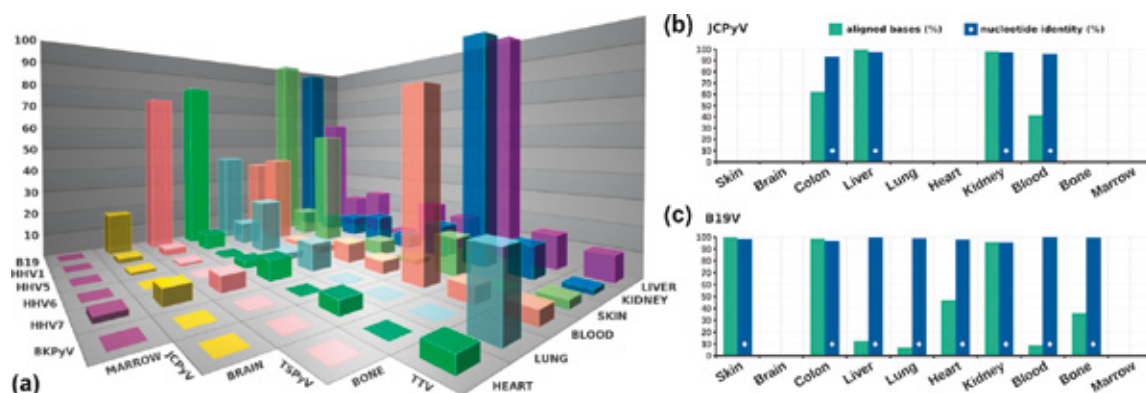 100
90
80
70
60
50
40
30
20
10
B19
HHV1
HHV5
HHV6
HHV7
BKPyV
MARROW
JCPyV
BRAIN
TSPyV
BONE
TTV
HEART
LUNG
BLOOD
SKIN
KIDNEY
LIVER
(a)
(b) JCPyV
aligned bases (%) nucleotide identity (%)
100
90
80
70
60
50
40
30
20
10
0
Skin Brain Colon Liver Lung Heart Kidney Blood Bone Marrow
(c) B19V
100
90
80
70
60
50
40
30
20
10
0
Skin Brain Colon Liver Lung Heart Kidney Blood Bone Marrow